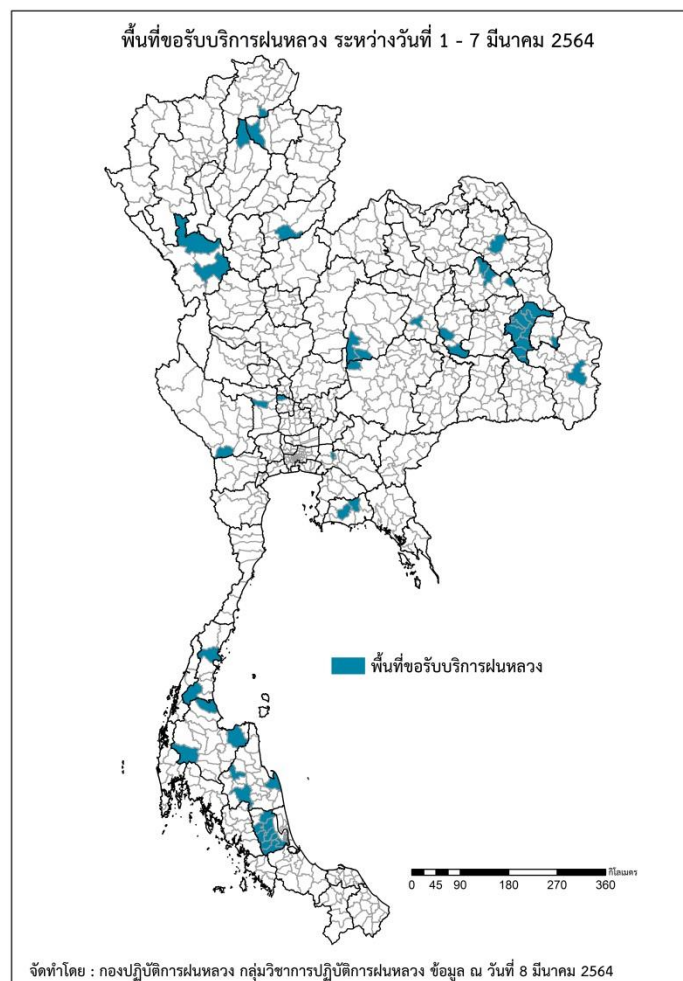 พื้นที่ขอรับบริการฝนหลวง ระหว่างวันที่ 1 - 7 มีนาคม 2564
พื้นที่ขอรับบริการฝนหลวง
กิโลเมตร
0 45 90 180 270 360
จัดทำโดย : กองปฏิบัติการฝนหลวง กลุ่มวิชาการปฏิบัติการฝนหลวง ข้อมูล ณ วันที่ 8 มีนาคม 2564